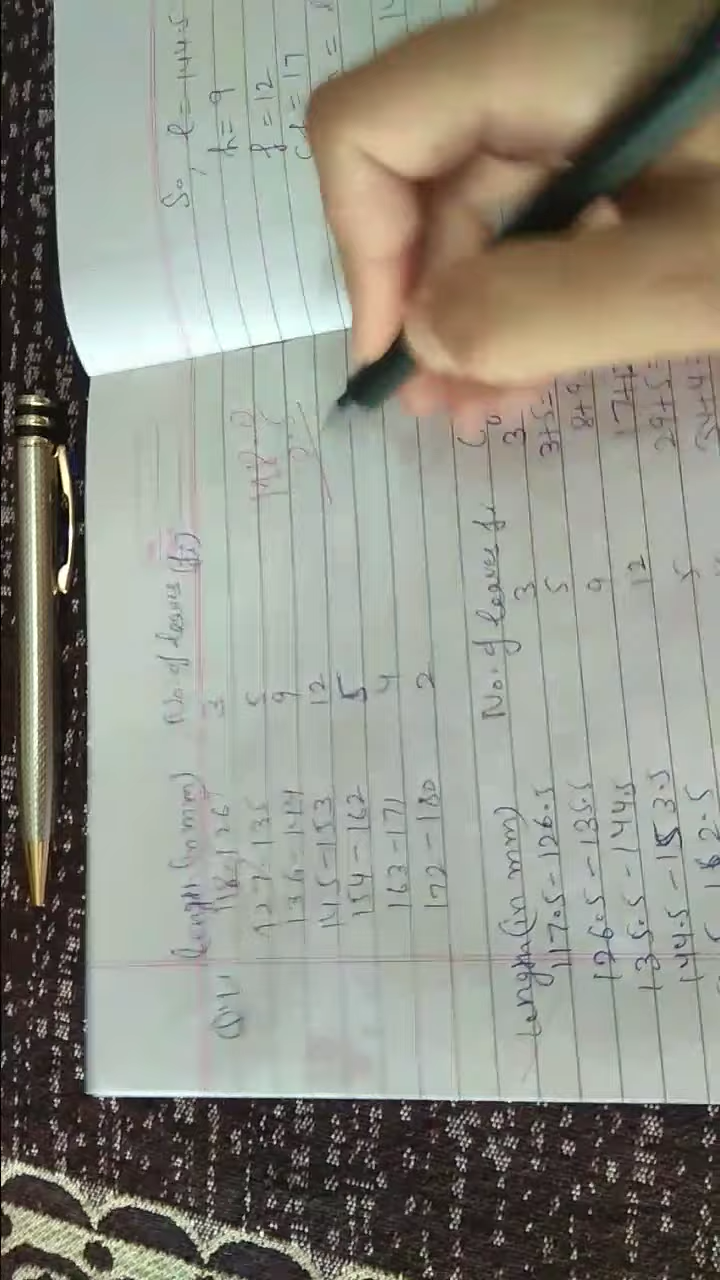 Length (in mm) No. of leaves (fi)
118-126 3
127-135 5
136-144 9
145-153 12
154-162 5
163-171 4
172-180 2
Length (in mm) No. of leaves fi
117.5-126.5 3 3
126.5-135.5 5 3+5=
135.5-144.5 9 8+9
144.5-153.5 12 17+
5 29+5=
So, l=144.5
h=9
f=12
cf=17